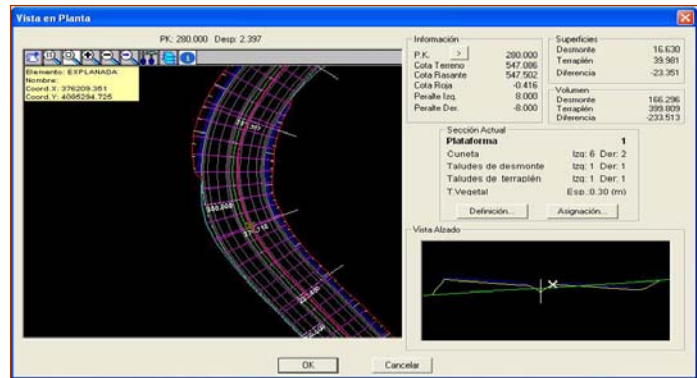 Vista en Planta
PK: 280.000 Desp: 2.397
Elemento: EXPLANADA
Nombre:
Coord.X: 376209.351
Coord.Y: 4085294.725
Información
P.K. > 280.000
Cota Terreno 547.086
Cota Rasante 547.502
Cota Roja -0.416
Peralte Izq. 8.000
Peralte Der. -8.000
Superficies
Desmonte 16.630
Terraplén 39.981
Diferencia -23.351
Volumen
Desmonte 166.296
Terraplén 399.809
Diferencia -233.513
Sección Actual
Plataforma 1
Cuneta Izq: 6 Der: 2
Taludes de desmonte Izq: 1 Der: 1
Taludes de terraplén Izq: 1 Der: 1
T.Vegetal Esp.:0.30 (m)
Definición... Asignación...
Vista Alzado
OK Cancelar